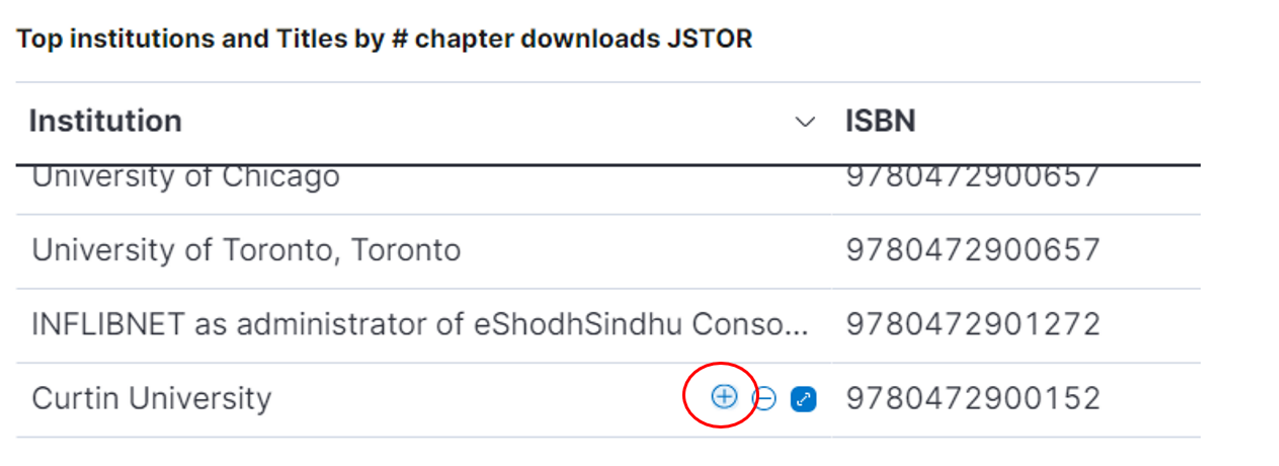 Top institutions and Titles by # chapter downloads JSTOR
Institution ISBN
University of Chicago 9780472900657
University of Toronto, Toronto 9780472900657
INFLIBNET as administrator of eShodhSindhu Conso... 9780472901272
Curtin University 9780472900152